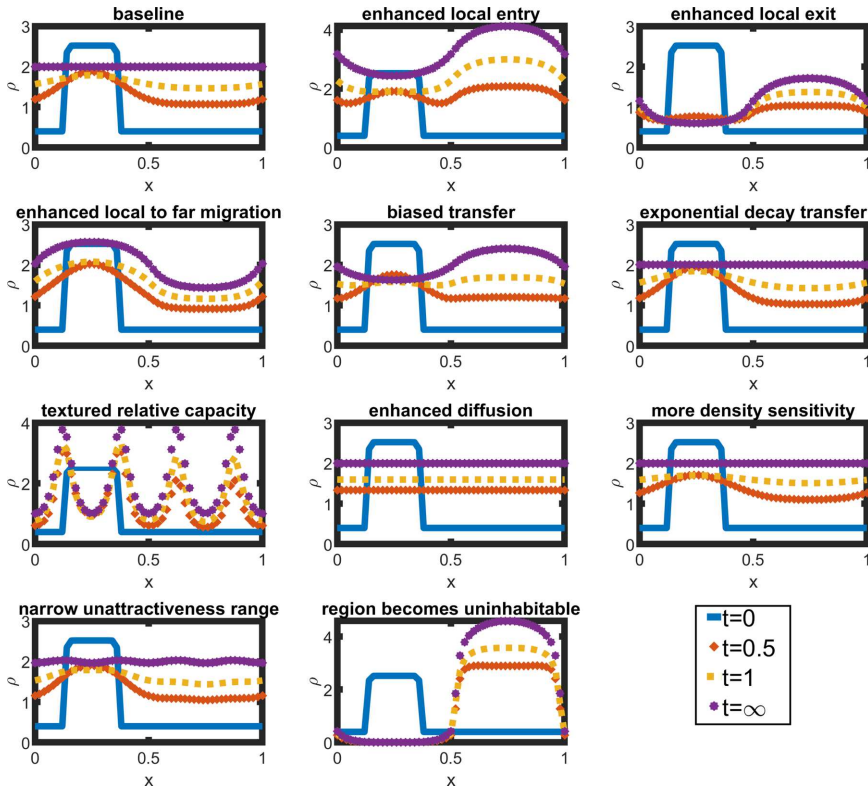 baseline
enhanced local entry
enhanced local exit
3
2
1
0
ρ
0 0.5 1
x
4
2
0
ρ
0 0.5 1
x
3
2
1
0
ρ
0 0.5 1
x
enhanced local to far migration
biased transfer
exponential decay transfer
3
2
1
0
ρ
0 0.5 1
x
3
2
1
0
ρ
0 0.5 1
x
3
2
1
0
ρ
0 0.5 1
x
textured relative capacity
enhanced diffusion
more density sensitivity
4
2
0
ρ
0 0.5 1
x
3
2
1
0
ρ
0 0.5 1
x
3
2
1
0
ρ
0 0.5 1
x
narrow unattractiveness range
region becomes uninhabitable
3
2
1
0
ρ
0 0.5 1
x
4
2
0
ρ
0 0.5 1
x
t=0
t=0.5
t=1
t=∞